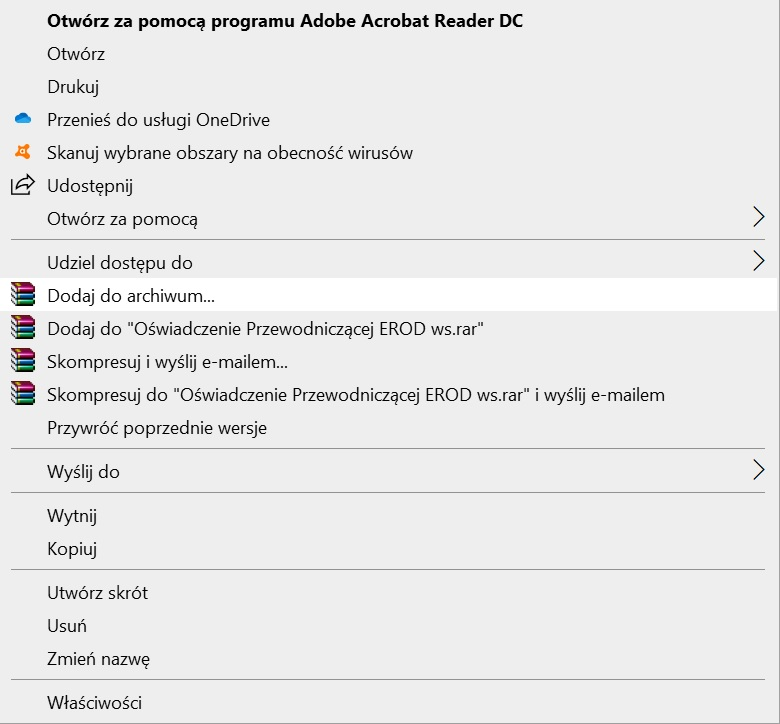 Otwórz za pomocą programu Adobe Acrobat Reader DC
Otwórz
Drukuj
Przenieś do usługi OneDrive
Skanuj wybrane obszary na obecność wirusów
Udostępnij
Otwórz za pomocą
Udziel dostępu do
Dodaj do archiwum...
Dodaj do "Oświadczenie Przewodniczącej EROD ws.rar"
Skompresuj i wyślij e-mailem...
Skompresuj do "Oświadczenie Przewodniczącej EROD ws.rar" i wyślij e-mailem
Przywróć poprzednie wersje
Wyślij do
Wytnij
Kopiuj
Utwórz skrót
Usuń
Zmień nazwę
Właściwości